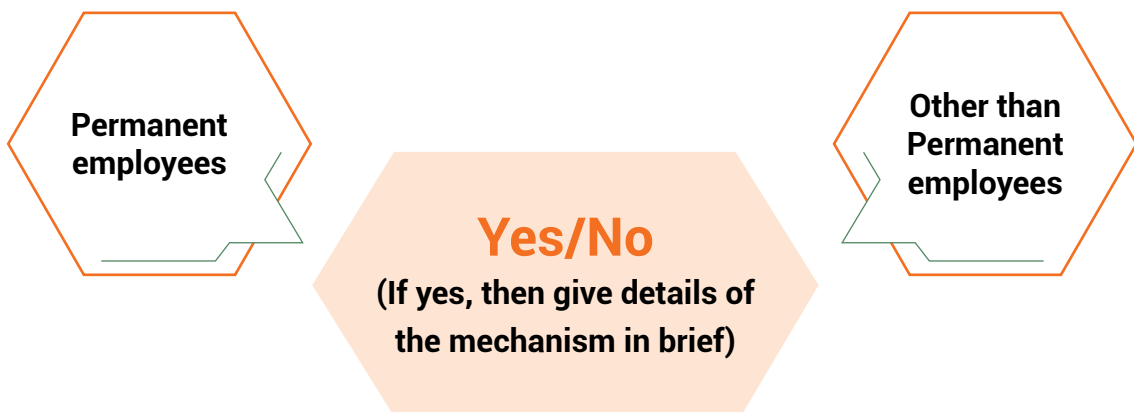 Permanent
employees
Other than
Permanent
employees
Yes/No
(If yes, then give details of
the mechanism in brief)